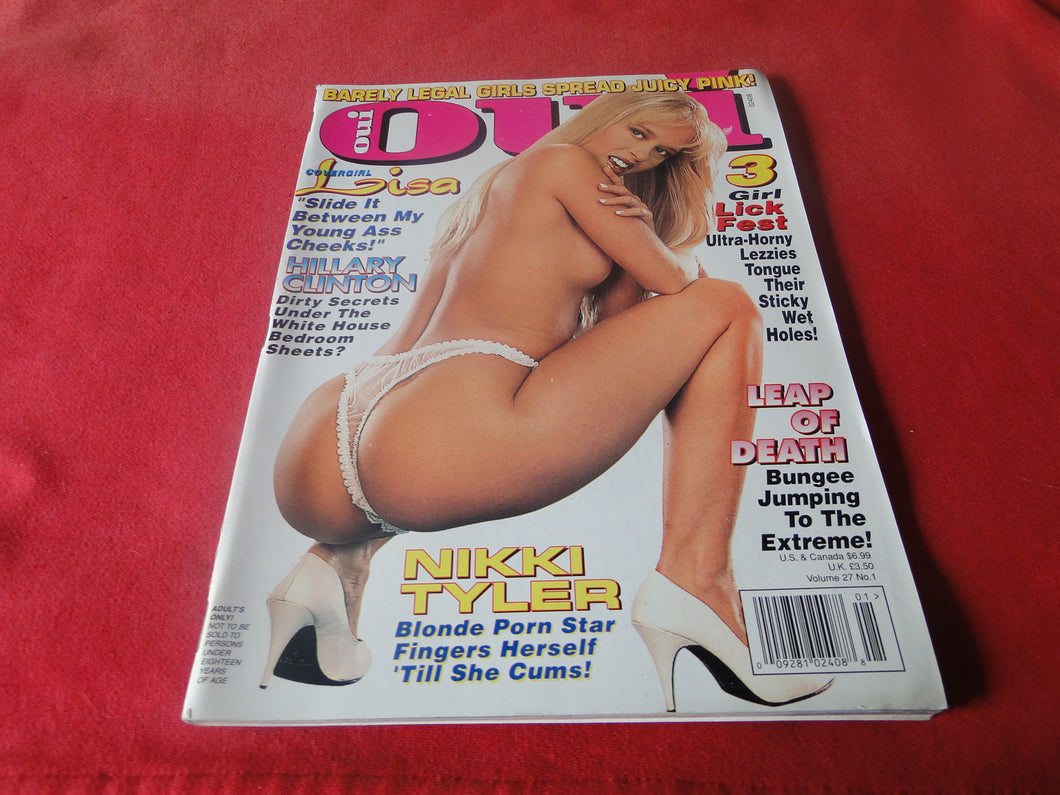 BARELY LEGAL GIRLS SPREAD JUICY PINK!
oui
OUI
02408
COVERGIRL
Lisa
"Slide It
Between My
Young Ass
Cheeks!"
HILLARY
CLINTON
Dirty Secrets
Under The
White House
Bedroom
Sheets?
3
Girl
Lick
Fest
Ultra-Horny
Lezzies
Tongue
Their
Sticky
Wet
Holes!
LEAP
OF
DEATH
Bungee
Jumping
To The
Extreme!
U.S. & Canada $6.99
U.K. £3.50
Volume 27 No.1
NIKKI
TYLER
Blonde Porn Star
Fingers Herself
'Till She Cums!
ADULT'S
ONLY!
NOT TO BE
SOLD TO
PERSONS
UNDER
EIGHTEEN
YEARS
OF AGE
01>
0 09281 02408 8